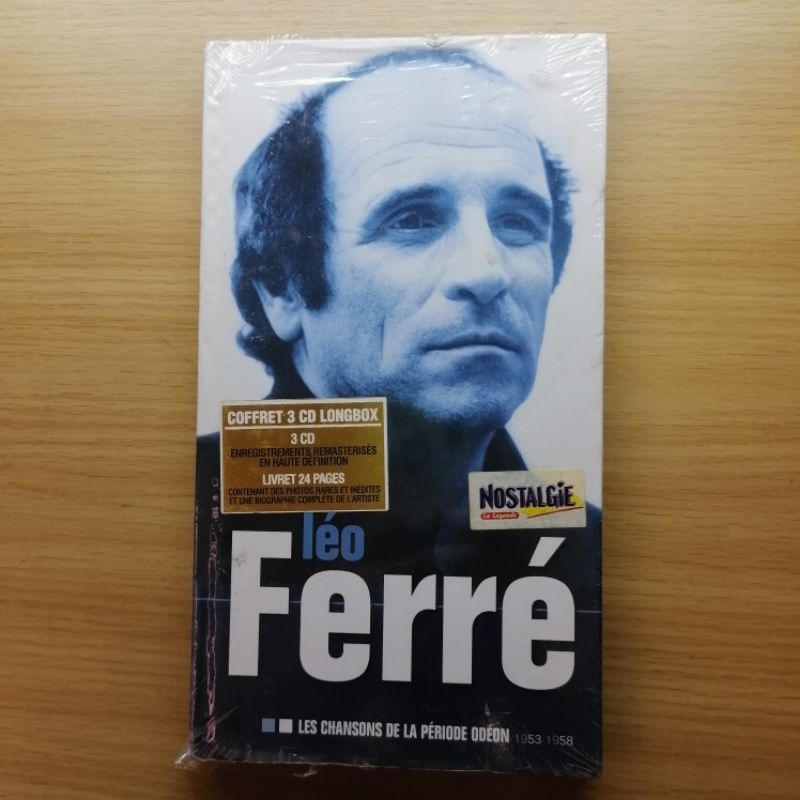 COFFRET 3 CD LONGBOX
3 CD
ENREGISTREMENTS REMASTERISÉS
EN HAUTE DÉFINITION
LIVRET 24 PAGES
CONTENANT DES PHOTOS RARES ET INÉDITES
ET UNE BIOGRAPHIE COMPLÈTE DE L'ARTISTE
NOSTALGIE
La Légende
léo
Ferré
LES CHANSONS DE LA PÉRIODE ODÉON 1953-1958